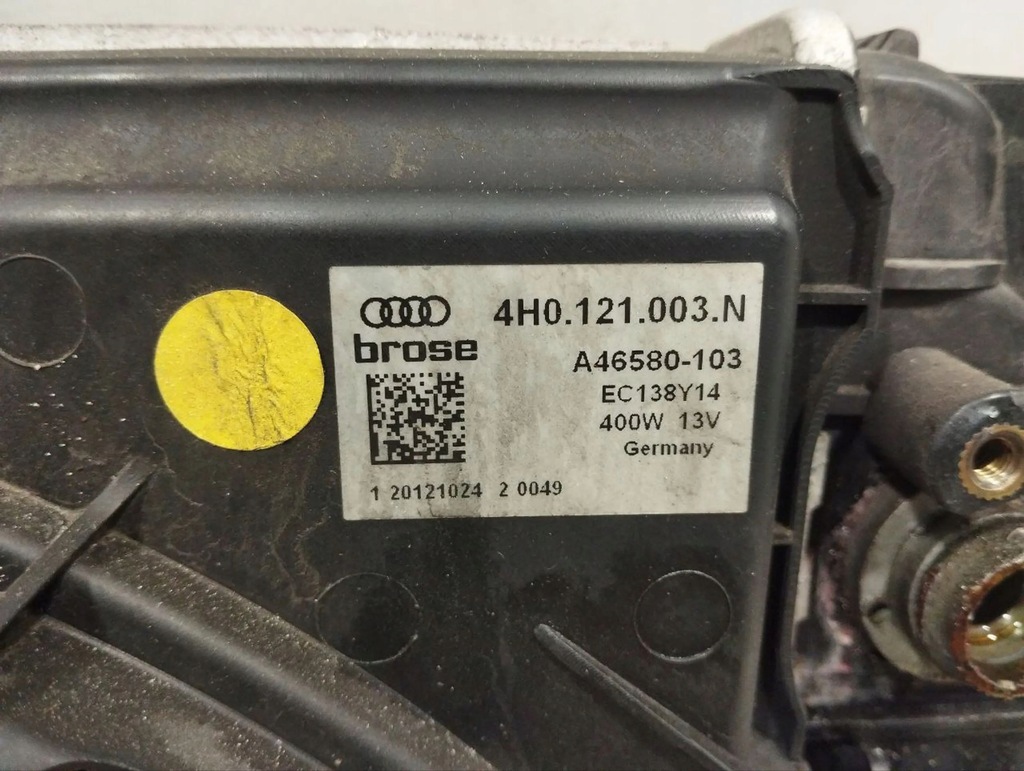 4H0.121.003.N
brose
A46580-103
EC138Y14
400W 13V
Germany
1 20121024 2 0049